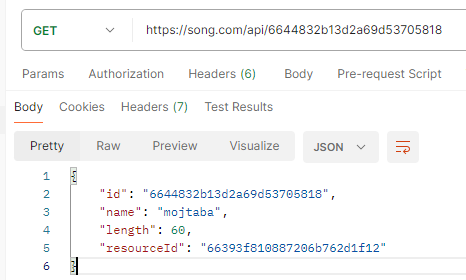 GET https://song.com/api/6644832b13d2a69d53705818
Params Authorization Headers (6) Body Pre-request Script
Body Cookies Headers (7) Test Results
Pretty Raw Preview Visualize JSON
1 {
2 "id": "6644832b13d2a69d53705818",
3 "name": "mojtaba",
4 "length": 60,
5 "resourceId": "66393f810887206b762d1f12"
6 }